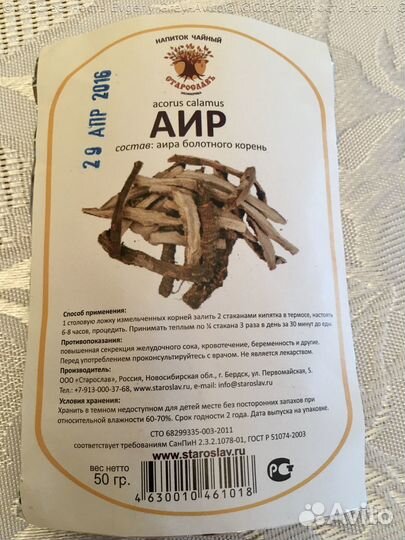 НАПИТОК ЧАЙНЫЙ
СТАРОСЛАВЪ
29 АПР 2016
acorus calamus
АИР
состав: аира болотного корень
Способ применения:
1 столовую ложку измельченных корней залить 2 стаканами кипятка в термосе, настоять
6-8 часов, процедить. Принимать теплым по ¼ стакана 3 раза в день за 30 минут до еды.
Противопоказания:
повышенная секреция желудочного сока, кровотечение, беременность и другие.
Перед употреблением проконсультируйтесь с врачом. Не является лекарством.
Производитель:
ООО «Старослав», Россия, Новосибирская обл., г. Бердск, ул. Первомайская, 5.
Тел.: +7-913-000-37-68, www.staroslav.ru, e-mail: info@staroslav.ru
Условия хранения:
Хранить в темном недоступном для детей месте без посторонних запахов при
относительной влажности 60-70%. Срок годности 2 года. Дата выпуска на упаковке.
СТО 68299335-003-2011
соответствует требованиям СанПиН 2.3.2.1078-01, ГОСТ Р 51074-2003
www.staroslav.ru
вес нетто
50 гр.
4 630010 461018
РСТ
Avito